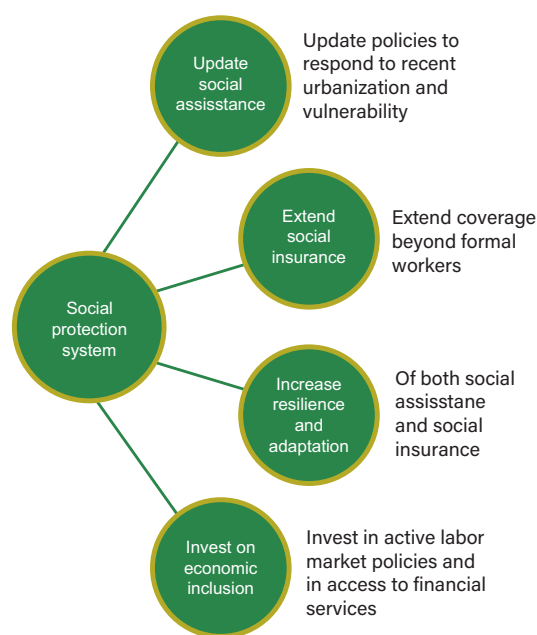 Update
social
assisstance
Update policies to
respond to recent
urbanization and
vulnerability
Extend
social
insurance
Extend coverage
beyond formal
workers
Social
protection
system
Increase
resilience
and
adaptation
Of both social
assisstane
and social
insurance
Invest on
economic
inclusion
Invest in active labor
market policies and
in access to financial
services